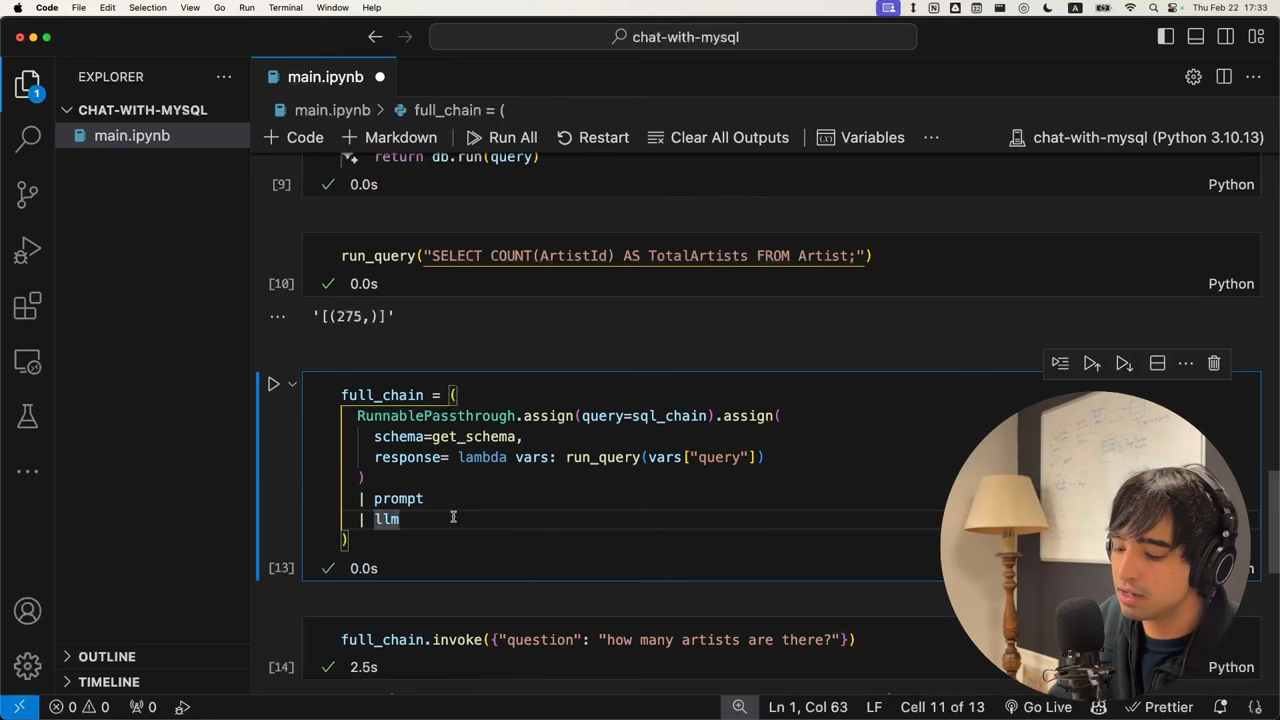 Code File Edit Selection View Go Run Terminal Window Help Thu Feb 22 17:33
chat-with-mysql
EXPLORER
main.ipynb
CHAT-WITH-MYSQL
main.ipynb
1
main.ipynb > full_chain = (
Code Markdown Run All Restart Clear All Outputs Variables chat-with-mysql (Python 3.10.13)
return db.run(query)
[9] 0.0s Python
run_query("SELECT COUNT(ArtistId) AS TotalArtists FROM Artist;")
[10] 0.0s Python
'[(275,)]'
full_chain = (
RunnablePassthrough.assign(query=sql_chain).assign(
schema=get_schema,
response= lambda vars: run_query(vars["query"])
)
| prompt
| llm
)
[13] 0.0s
full_chain.invoke({"question": "how many artists are there?"})
[14] 2.5s Python
OUTLINE
TIMELINE
0 0 0 Ln 1, Col 63 LF Cell 11 of 13 Go Live Prettier